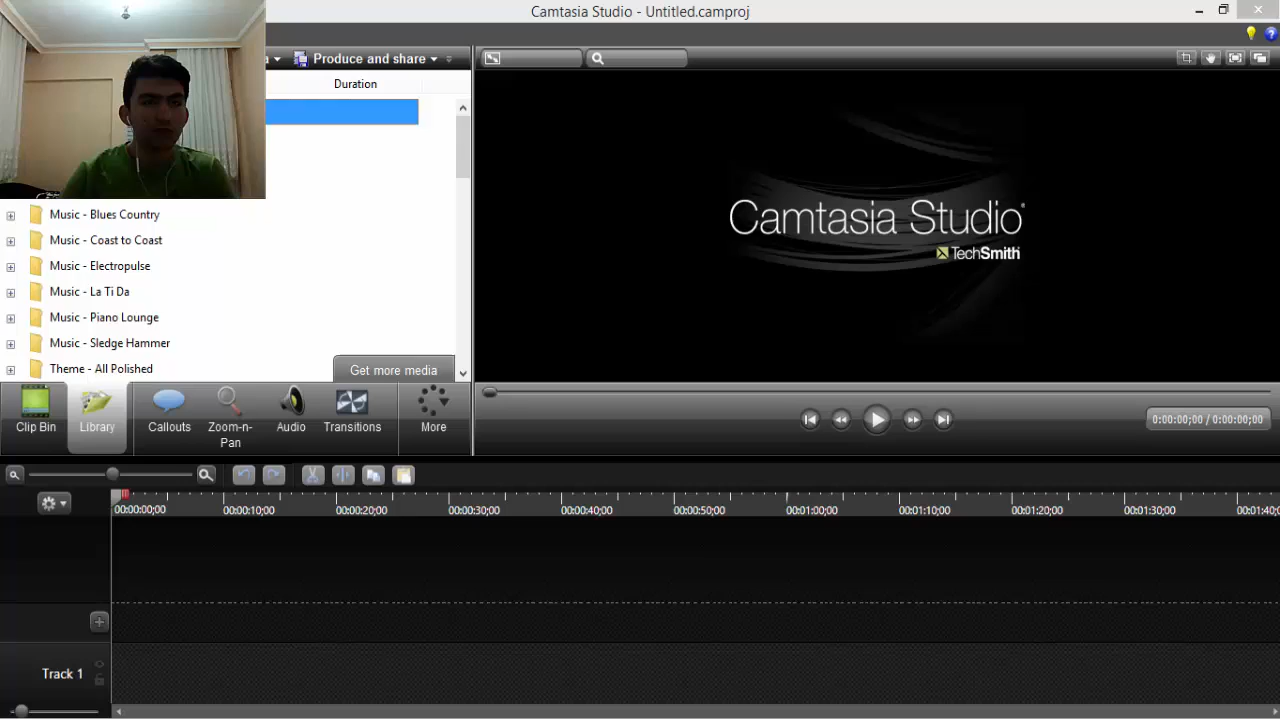 Camtasia Studio - Untitled.camproj
Produce and share
Duration
Music - Blues Country
Music - Coast to Coast
Music - Electropulse
Music - La Ti Da
Music - Piano Lounge
Music - Sledge Hammer
Theme - All Polished
Get more media
Camtasia Studio
TechSmith
Clip Bin
Library
Callouts
Zoom-n-
Pan
Audio
Transitions
More
0:00:00;00 / 0:00:00;00
00:00:00;00 00:00:10;00 00:00:20;00 00:00:30;00 00:00:40;00 00:00:50;00 00:01:00;00 00:01:10;00 00:01:20;00 00:01:30;00 00:01:40;
Track 1